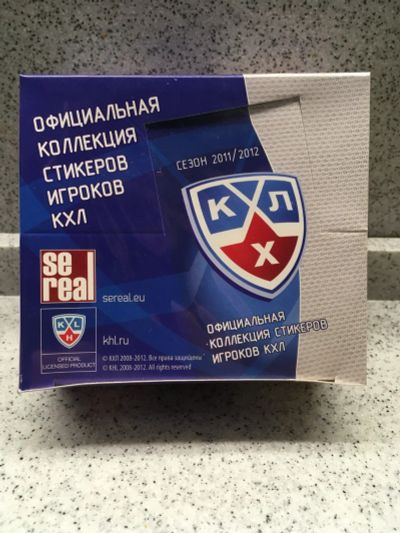 ОФИЦИАЛЬНАЯ
КОЛЛЕКЦИЯ
СТИКЕРОВ
ИГРОКОВ
КХЛ
СЕЗОН 2011/2012
К Л
Х
se
real
sereal.eu
KHL
OFFICIAL
LICENSED PRODUCT
khl.ru
© КХЛ 2008-2012. Все права защищены
© KHL 2008-2012. All rights reserved
ОФИЦИАЛЬНАЯ
КОЛЛЕКЦИЯ СТИКЕРОВ
ИГРОКОВ КХЛ